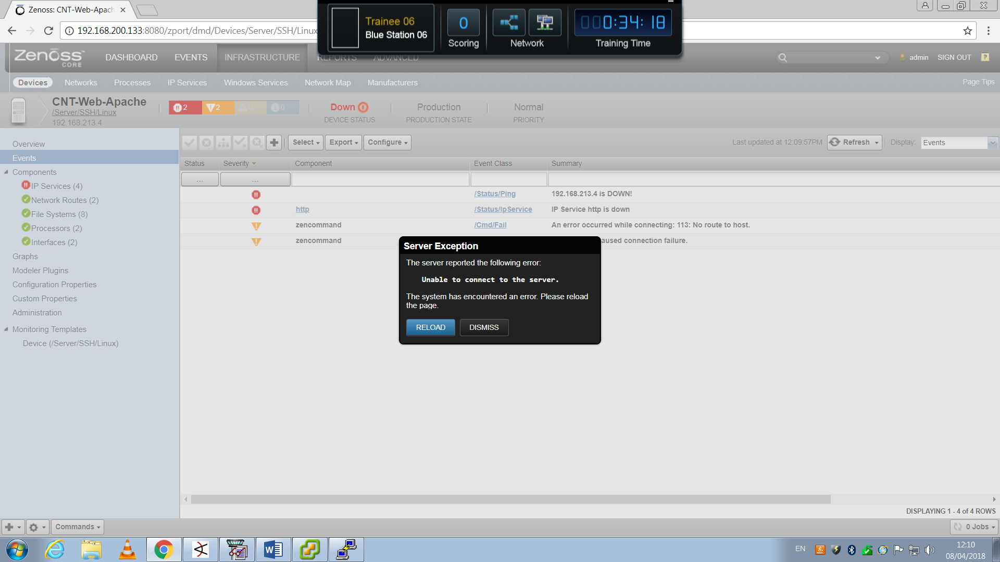 Zenoss: CNT-Web-Apach
192.168.200.133:8080/zport/dmd/Devices/Server/SSH/Linux
Trainee 06
Blue Station 06
0
Scoring
Network
0:34:18
Training Time
Zenoss
CORE
DASHBOARD
EVENTS
INFRASTRUCTURE
REPORTS
ADVANCED
admin
SIGN OUT
?
Devices
Networks
Processes
IP Services
Windows Services
Network Map
Manufacturers
Page Tips
CNT-Web-Apache
/Server/SSH/Linux
192.168.213.4
2
2
0
0
Down
DEVICE STATUS
Production
PRODUCTION STATE
Normal
PRIORITY
Overview
Events
Components
IP Services (4)
Network Routes (2)
File Systems (8)
Processors (2)
Interfaces (2)
Graphs
Modeler Plugins
Configuration Properties
Custom Properties
Administration
Monitoring Templates
Device (/Server/SSH/Linux)
Select
Export
Configure
Last updated at 12:09:57PM
Refresh
Display:
Events
Status
Severity
Component
Event Class
Summary
...
...
/Status/Ping
192.168.213.4 is DOWN!
http
/Status/IpService
IP Service http is down
zencommand
/Cmd/Fail
An error occurred while connecting: 113: No route to host.
zencommand
aused connection failure.
Server Exception
The server reported the following error:
Unable to connect to the server.
The system has encountered an error. Please reload
the page.
RELOAD
DISMISS
DISPLAYING 1 - 4 of 4 ROWS
Commands
0 Jobs
EN
12:10
08/04/2018